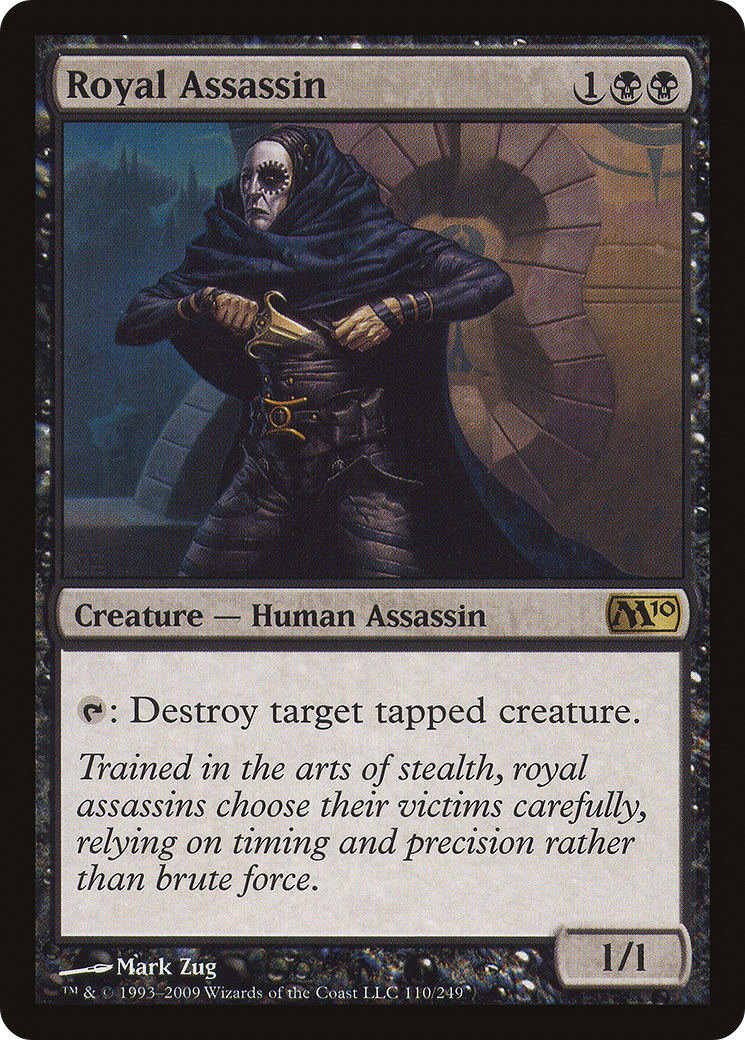 Royal Assassin 1
Creature — Human Assassin M10
: Destroy target tapped creature.
Trained in the arts of stealth, royal
assassins choose their victims carefully,
relying on timing and precision rather
than brute force.
1/1
Mark Zug
™ & © 1993–2009 Wizards of the Coast LLC 110/249